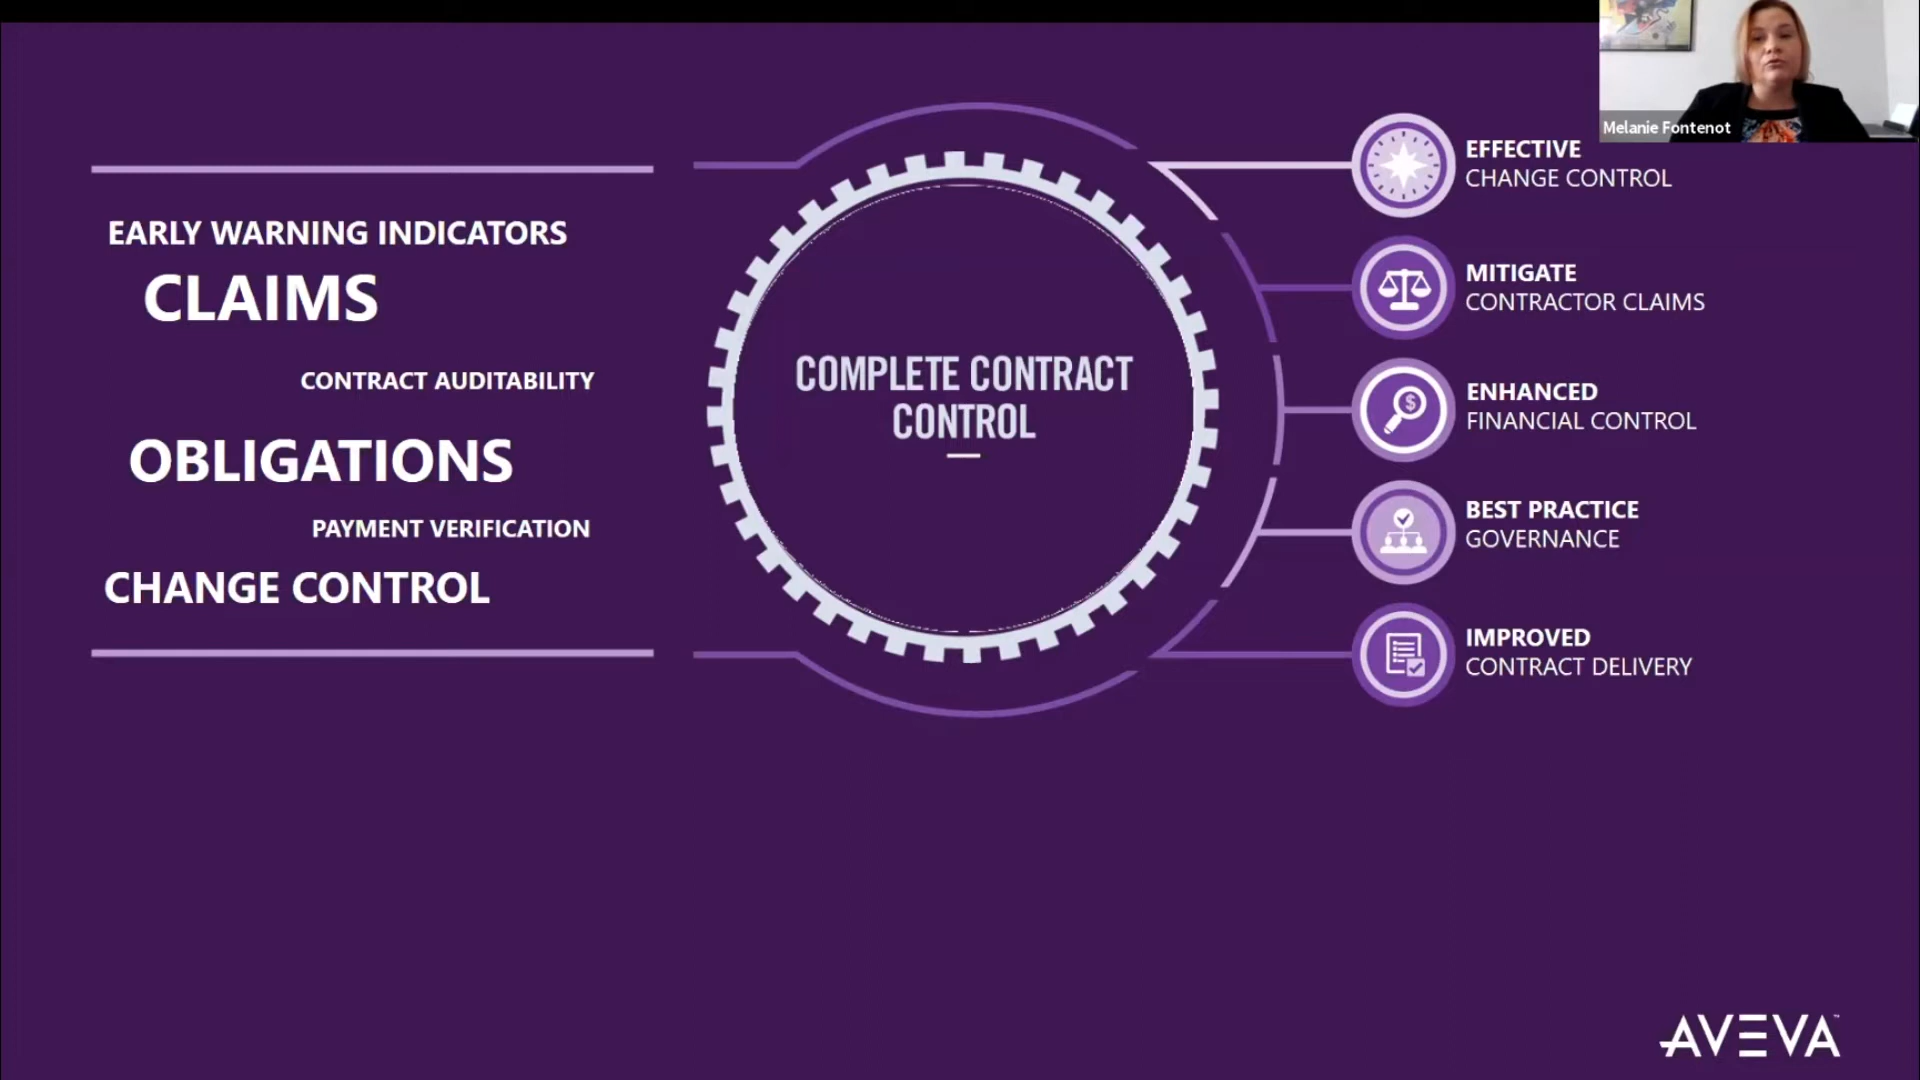 Melanie Fontenot
EARLY WARNING INDICATORS
CLAIMS
CONTRACT AUDITABILITY
OBLIGATIONS
PAYMENT VERIFICATION
CHANGE CONTROL
COMPLETE CONTRACT
CONTROL
EFFECTIVE
CHANGE CONTROL
MITIGATE
CONTRACTOR CLAIMS
$
ENHANCED
FINANCIAL CONTROL
BEST PRACTICE
GOVERNANCE
IMPROVED
CONTRACT DELIVERY
AVEVA™